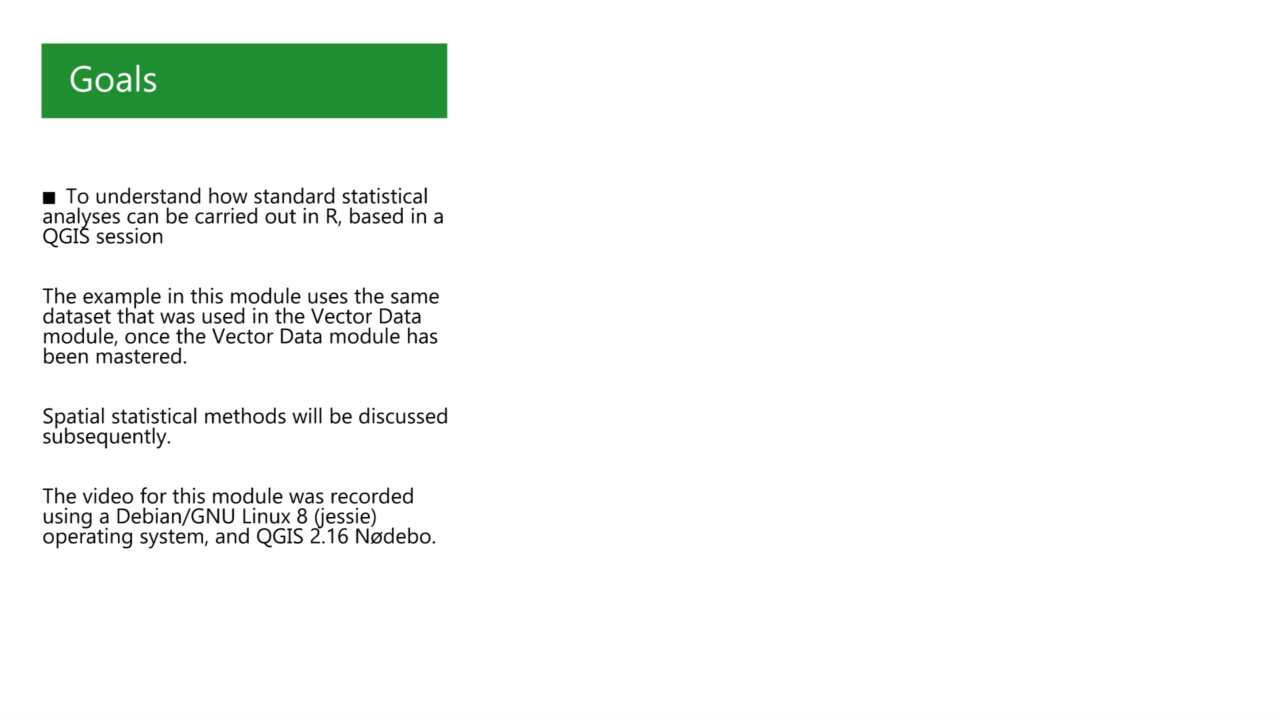 Goals
■ To understand how standard statistical
analyses can be carried out in R, based in a
QGIS session
The example in this module uses the same
dataset that was used in the Vector Data
module, once the Vector Data module has
been mastered.
Spatial statistical methods will be discussed
subsequently.
The video for this module was recorded
using a Debian/GNU Linux 8 (jessie)
operating system, and QGIS 2.16 Nødebo.